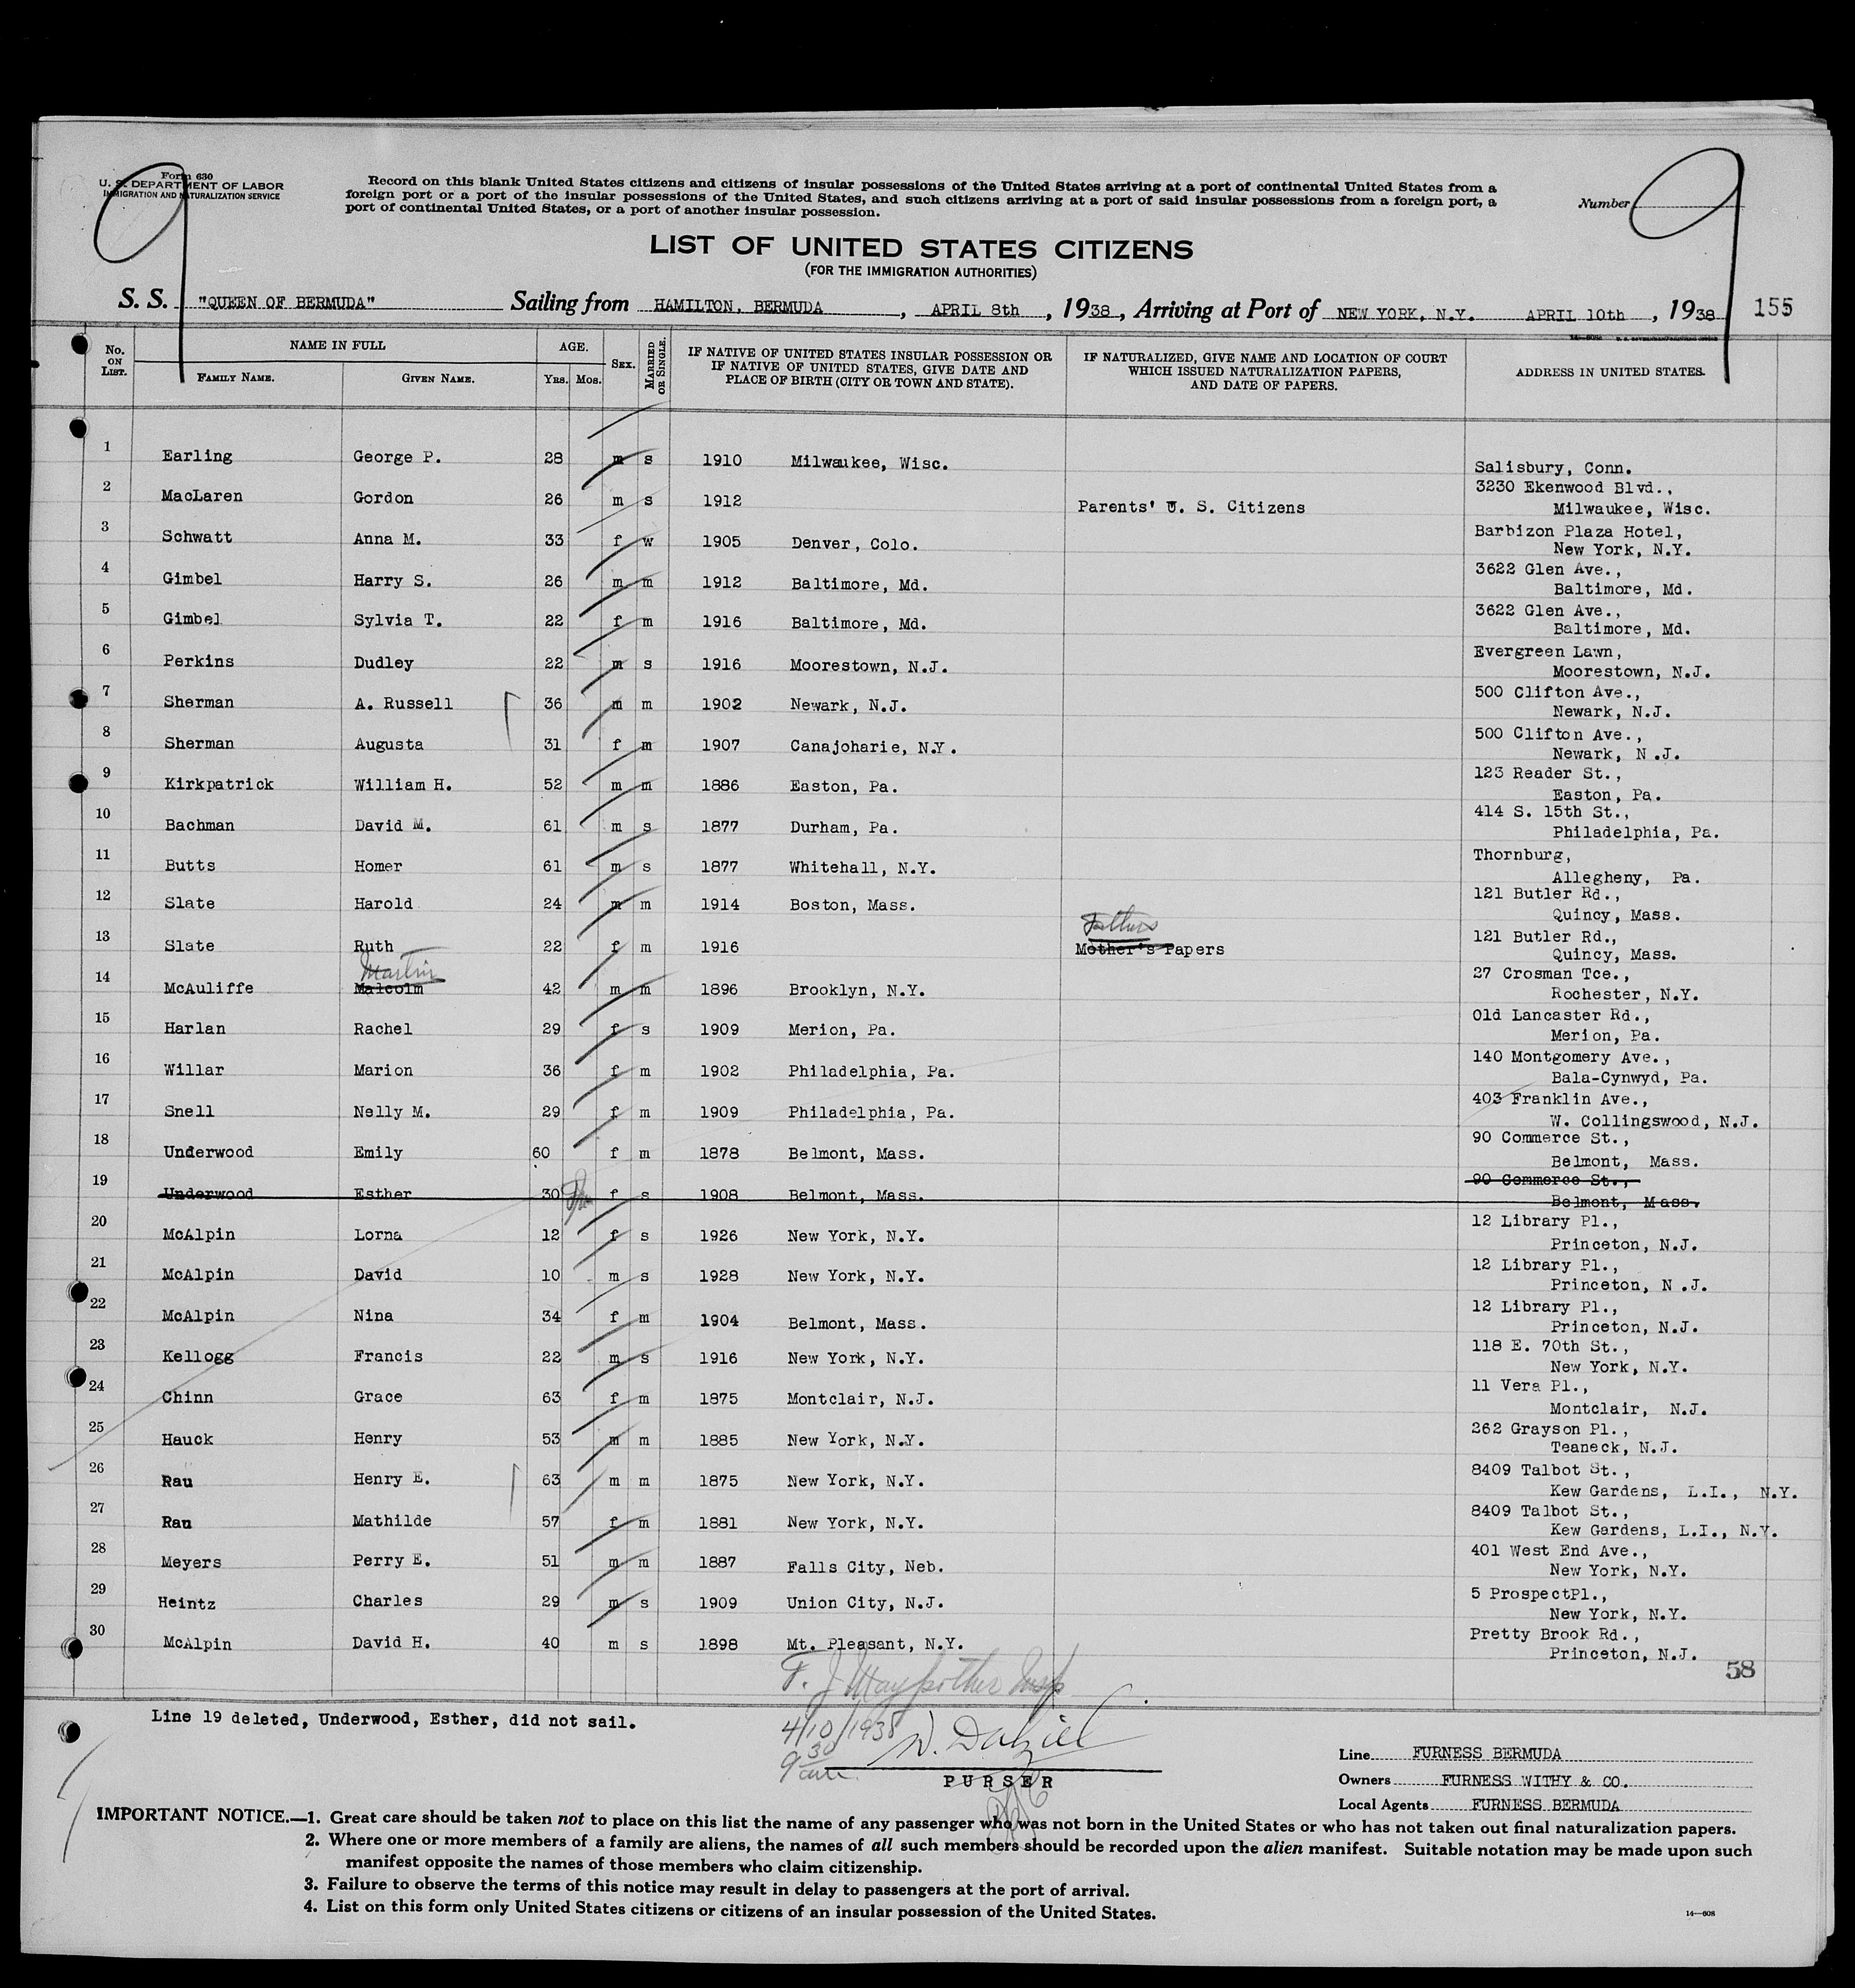 Form 630
U. S. DEPARTMENT OF LABOR
IMMIGRATION AND NATURALIZATION SERVICE
9
Record on this blank United States citizens and citizens of insular possessions of the United States arriving at a port of continental United States from a
foreign port or a port of the insular possessions of the United States, and such citizens arriving at a port of said insular possessions from a foreign port, a
port of continental United States, or a port of another insular possession.
Number
9
LIST OF UNITED STATES CITIZENS
(FOR THE IMMIGRATION AUTHORITIES)
S. S. "QUEEN OF BERMUDA" Sailing from HAMILTON, BERMUDA, APRIL 8th, 1938, Arriving at Port of NEW YORK, N.Y. APRIL 10th, 1938 155
No. ON LIST. NAME IN FULL FAMILY NAME. GIVEN NAME. AGE. YRS. MOS. SEX. MARRIED OR SINGLE. IF NATIVE OF UNITED STATES INSULAR POSSESSION OR IF NATIVE OF UNITED STATES, GIVE DATE AND PLACE OF BIRTH (CITY OR TOWN AND STATE). IF NATURALIZED, GIVE NAME AND LOCATION OF COURT WHICH ISSUED NATURALIZATION PAPERS, AND DATE OF PAPERS. ADDRESS IN UNITED STATES.
1 Earling George P. 28 m s 1910 Milwaukee, Wisc. Salisbury, Conn.
2 MacLaren Gordon 26 m s 1912 Parents' U. S. Citizens 3230 Ekenwood Blvd., Milwaukee, Wisc.
3 Schwatt Anna M. 33 f w 1905 Denver, Colo. Barbizon Plaza Hotel, New York, N.Y.
4 Gimbel Harry S. 26 m m 1912 Baltimore, Md. 3622 Glen Ave., Baltimore, Md.
5 Gimbel Sylvia T. 22 f m 1916 Baltimore, Md. 3622 Glen Ave., Baltimore, Md.
6 Perkins Dudley 22 m s 1916 Moorestown, N.J. Evergreen Lawn, Moorestown, N.J.
7 Sherman A. Russell 36 m m 1902 Newark, N.J. 500 Clifton Ave., Newark, N.J.
8 Sherman Augusta 31 f m 1907 Canajoharie, N.Y. 500 Clifton Ave., Newark, N.J.
9 Kirkpatrick William H. 52 m m 1886 Easton, Pa. 123 Reader St., Easton, Pa.
10 Bachman David M. 61 m s 1877 Durham, Pa. 414 S. 15th St., Philadelphia, Pa.
11 Butts Homer 61 m s 1877 Whitehall, N.Y. Thornburg, Allegheny, Pa.
12 Slate Harold 24 m m 1914 Boston, Mass. 121 Butler Rd., Quincy, Mass.
13 Slate Ruth 22 f m 1916 Fathers Mother's Papers 121 Butler Rd., Quincy, Mass.
14 McAuliffe Martin Malcolm 42 m m 1896 Brooklyn, N.Y. 27 Crosman Tce., Rochester, N.Y.
15 Harlan Rachel 29 f s 1909 Merion, Pa. Old Lancaster Rd., Merion, Pa.
16 Willar Marion 36 f m 1902 Philadelphia, Pa. 140 Montgomery Ave., Bala-Cynwyd, Pa.
17 Snell Nelly M. 29 f m 1909 Philadelphia, Pa. 403 Franklin Ave., W. Collingswood, N.J.
18 Underwood Emily 60 f m 1878 Belmont, Mass. 90 Commerce St., Belmont, Mass.
19 Underwood Esther 30 f s 1908 Belmont, Mass. 90 Commerce St., Belmont, Mass.
20 McAlpin Lorna 12 f s 1926 New York, N.Y. 12 Library Pl., Princeton, N.J.
21 McAlpin David 10 m s 1928 New York, N.Y. 12 Library Pl., Princeton, N.J.
22 McAlpin Nina 34 f m 1904 Belmont, Mass. 12 Library Pl., Princeton, N.J.
23 Kellogg Francis 22 m s 1916 New York, N.Y. 118 E. 70th St., New York, N.Y.
24 Chinn Grace 63 f m 1875 Montclair, N.J. 11 Vera Pl., Montclair, N.J.
25 Hauck Henry 53 m m 1885 New York, N.Y. 262 Grayson Pl., Teaneck, N.J.
26 Rau Henry E. 63 m m 1875 New York, N.Y. 8409 Talbot St., Kew Gardens, L.I., N.Y.
27 Rau Mathilde 57 f m 1881 New York, N.Y. 8409 Talbot St., Kew Gardens, L.I., N.Y.
28 Meyers Perry E. 51 m m 1887 Falls City, Neb. 401 West End Ave., New York, N.Y.
29 Heintz Charles 29 m s 1909 Union City, N.J. 5 ProspectPl., New York, N.Y.
30 McAlpin David H. 40 m s 1898 Mt. Pleasant, N.Y. Pretty Brook Rd., Princeton, N.J.
58
Line 19 deleted, Underwood, Esther, did not sail.
F. J. Insp
4/10/1938
9 30 am
W. Dalziel
PURSER
Line FURNESS BERMUDA
Owners FURNESS WITHY & CO.
Local Agents FURNESS BERMUDA
IMPORTANT NOTICE.—1. Great care should be taken not to place on this list the name of any passenger who was not born in the United States or who has not taken out final naturalization papers.
2. Where one or more members of a family are aliens, the names of all such members should be recorded upon the alien manifest. Suitable notation may be made upon such
manifest opposite the names of those members who claim citizenship.
3. Failure to observe the terms of this notice may result in delay to passengers at the port of arrival.
4. List on this form only United States citizens or citizens of an insular possession of the United States.
14—608